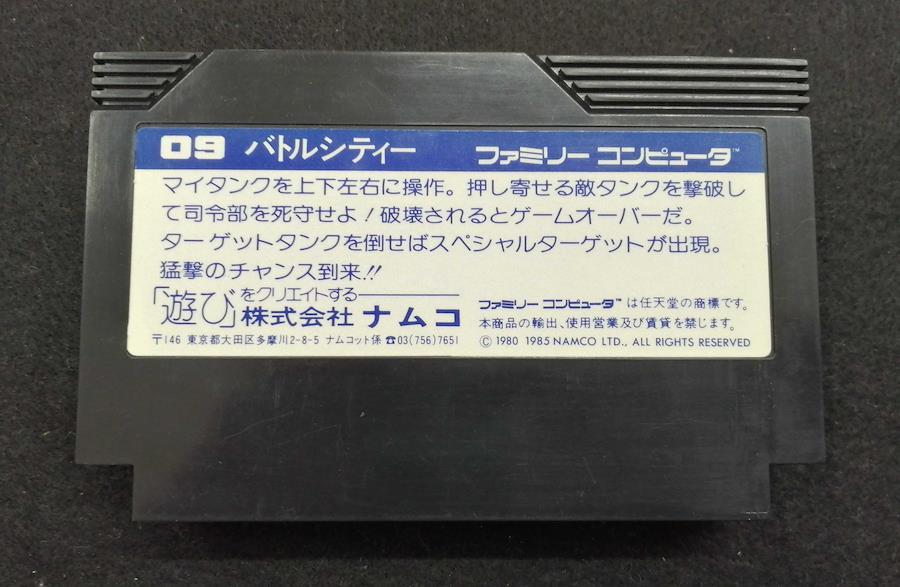 09 バトルシティー ファミリー コンピュータ™
マイタンクを上下左右に操作。押し寄せる敵タンクを撃破し
て司令部を死守せよ！破壊されるとゲームオーバーだ。
ターゲットタンクを倒せばスペシャルターゲットが出現。
猛撃のチャンス到来!!
「遊び」をクリエイトする
株式会社 ナムコ
〒146 東京都大田区多摩川2-8-5 ナムコット係 ☎03(756)7651
ファミリー コンピュータ™ は任天堂の商標です。
本商品の輸出、使用営業及び賃貸を禁じます。
© 1980 1985 NAMCO LTD., ALL RIGHTS RESERVED